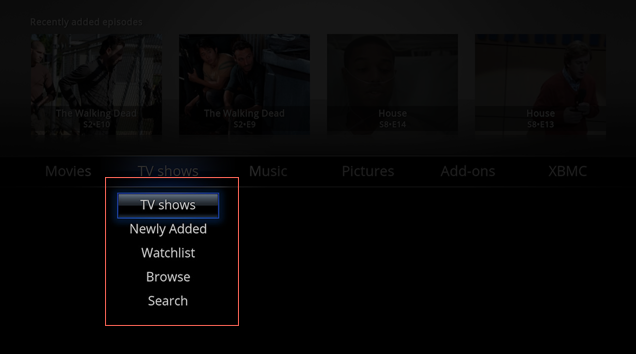 Recently added episodes
The Walking Dead
S2•E10
The Walking Dead
S2•E9
House
S8•E14
House
S8•E13
Movies
TV shows
Music
Pictures
Add-ons
XBMC
TV shows
Newly Added
Watchlist
Browse
Search